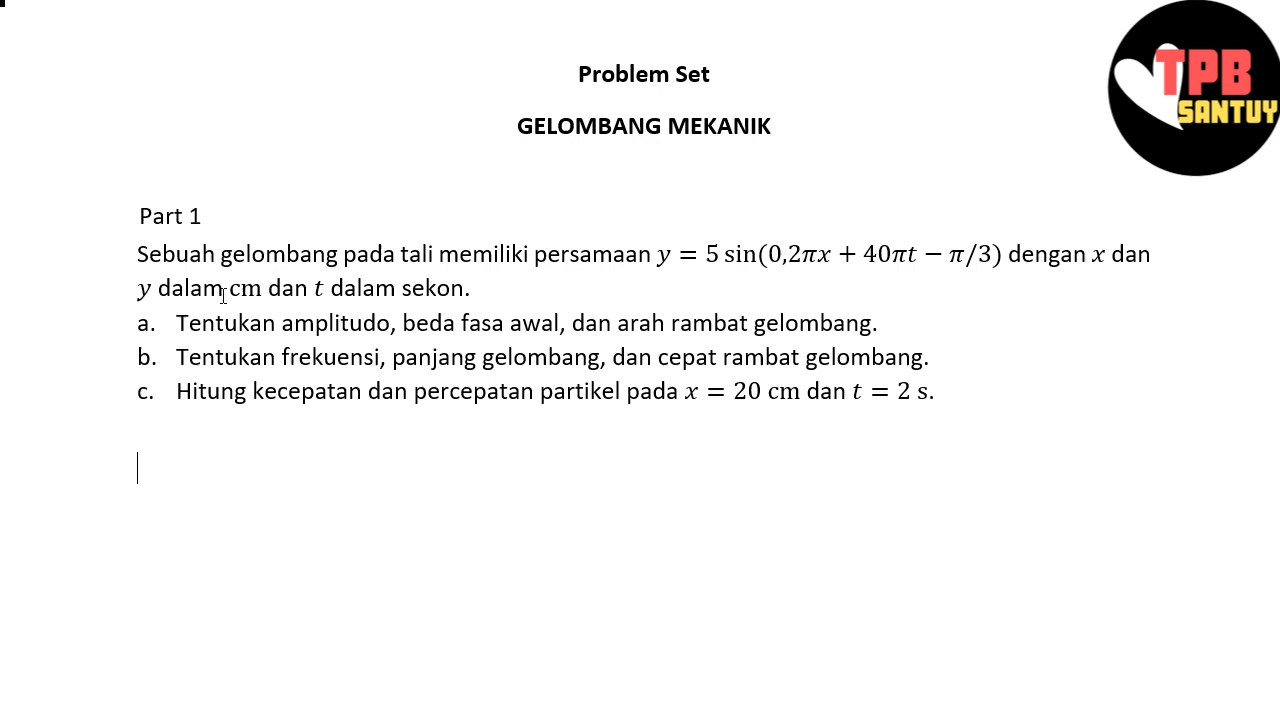 Problem Set
GELOMBANG MEKANIK
TPB
SANTUY
Part 1
Sebuah gelombang pada tali memiliki persamaan y = 5 sin(0,2πx + 40πt − π/3) dengan x dan
y dalam cm dan t dalam sekon.
a. Tentukan amplitudo, beda fasa awal, dan arah rambat gelombang.
b. Tentukan frekuensi, panjang gelombang, dan cepat rambat gelombang.
c. Hitung kecepatan dan percepatan partikel pada x = 20 cm dan t = 2 s.